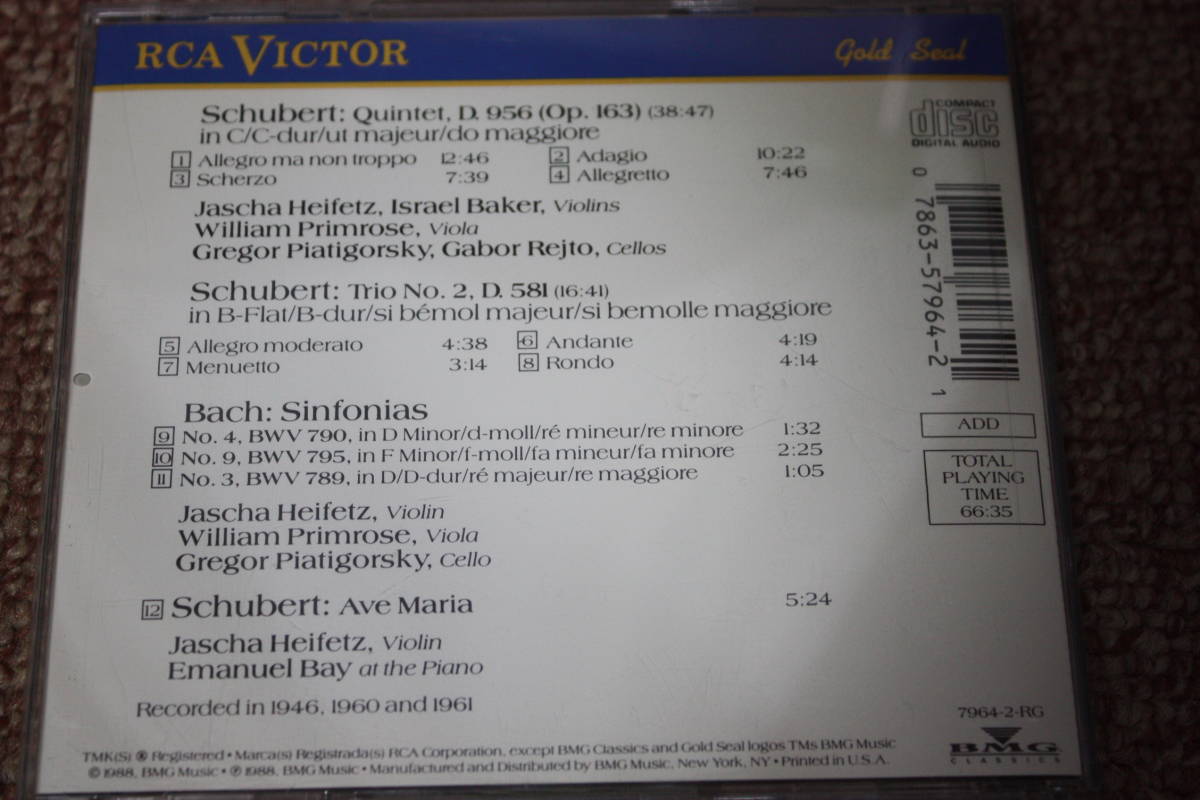 RCA VICTOR
Gold Seal
Schubert: Quintet, D. 956 (Op. 163) (38:47)
in C/C-dur/ut majeur/do maggiore
1 Allegro ma non troppo 12:46 2 Adagio 10:22
3 Scherzo 7:39 4 Allegretto 7:46
Jascha Heifetz, Israel Baker, Violins
William Primrose, Viola
Gregor Piatigorsky, Gabor Rejto, Cellos
Schubert: Trio No. 2, D. 581 (16:41)
in B-Flat/B-dur/si bémol majeur/si bemolle maggiore
5 Allegro moderato 4:38 6 Andante 4:19
7 Menuetto 3:14 8 Rondo 4:14
Bach: Sinfonias
9 No. 4, BWV 790, in D Minor/d-moll/ré mineur/re minore 1:32
10 No. 9, BWV 795, in F Minor/f-moll/fa mineur/fa minore 2:25
11 No. 3, BWV 789, in D/D-dur/ré majeur/re maggiore 1:05
Jascha Heifetz, Violin
William Primrose, Viola
Gregor Piatigorsky, Cello
12 Schubert: Ave Maria 5:24
Jascha Heifetz, Violin
Emanuel Bay at the Piano
Recorded in 1946, 1960 and 1961
COMPACT
disc
DIGITAL AUDIO
0 7863-57964-2 1
ADD
TOTAL
PLAYING
TIME
66:35
7964-2-RG
BMG
CLASSICS
TMK(S) ® Registered • Marca(s) Registrada(s) RCA Corporation, except BMG Classics and Gold Seal logos TMs BMG Music
© 1988, BMG Music • ℗ 1988, BMG Music • Manufactured and Distributed by BMG Music, New York, NY • Printed in U.S.A.